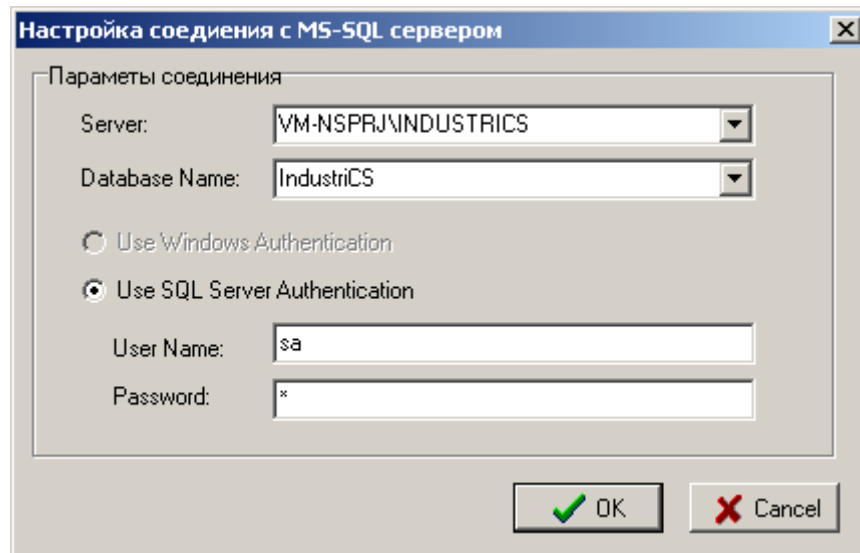 Настройка соединия с MS-SQL сервером
Параметры соединения
Server: VM-NSPRJ\INDUSTRICS
Database Name: IndustriCS
Use Windows Authentication
Use SQL Server Authentication
User Name: sa
Password: *
OK Cancel